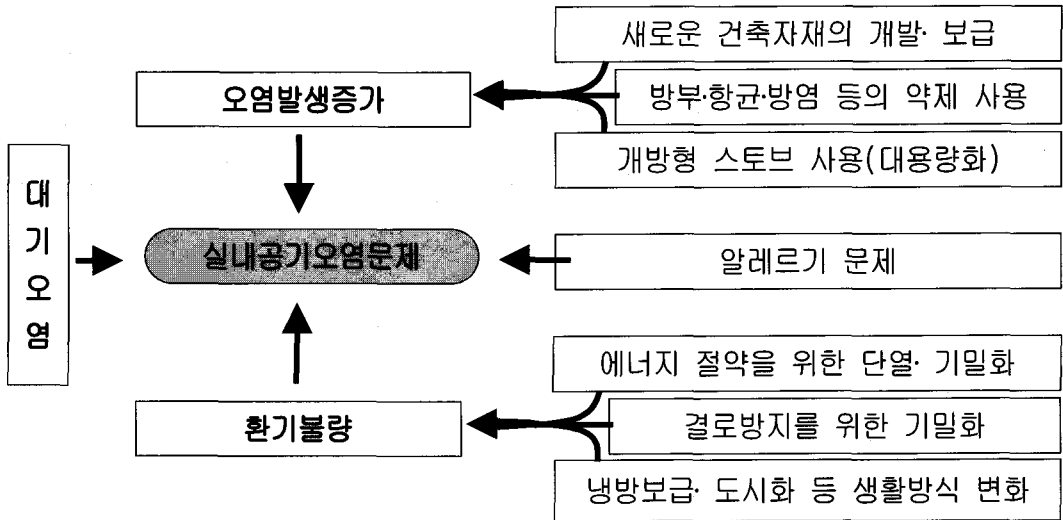 새로운 건축자재의 개발· 보급
오염발생증가
방부·항균·방염 등의 약제 사용
개방형 스토브 사용(대용량화)
대기오염
실내공기오염문제
알레르기 문제
에너지 절약을 위한 단열· 기밀화
환기불량
결로방지를 위한 기밀화
냉방보급· 도시화 등 생활방식 변화